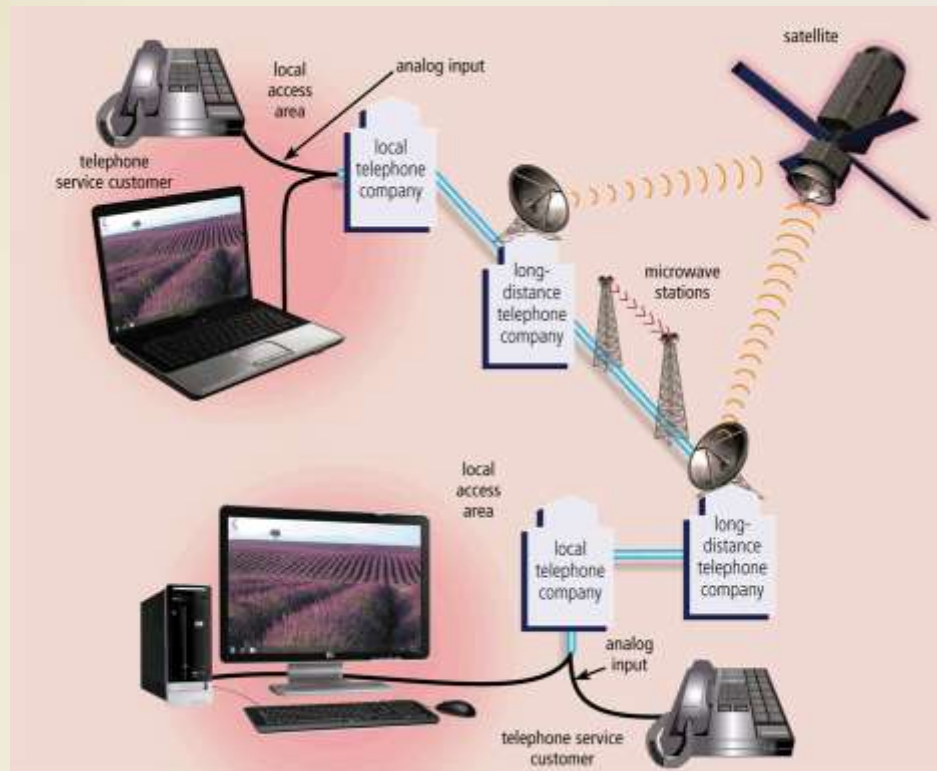 satellite
analog input
local
access
area
local
telephone
company
telephone
service customer
long-
distance
telephone
company
microwave
stations
local
access
area
local
telephone
company
long-
distance
telephone
company
analog
input
telephone service
customer